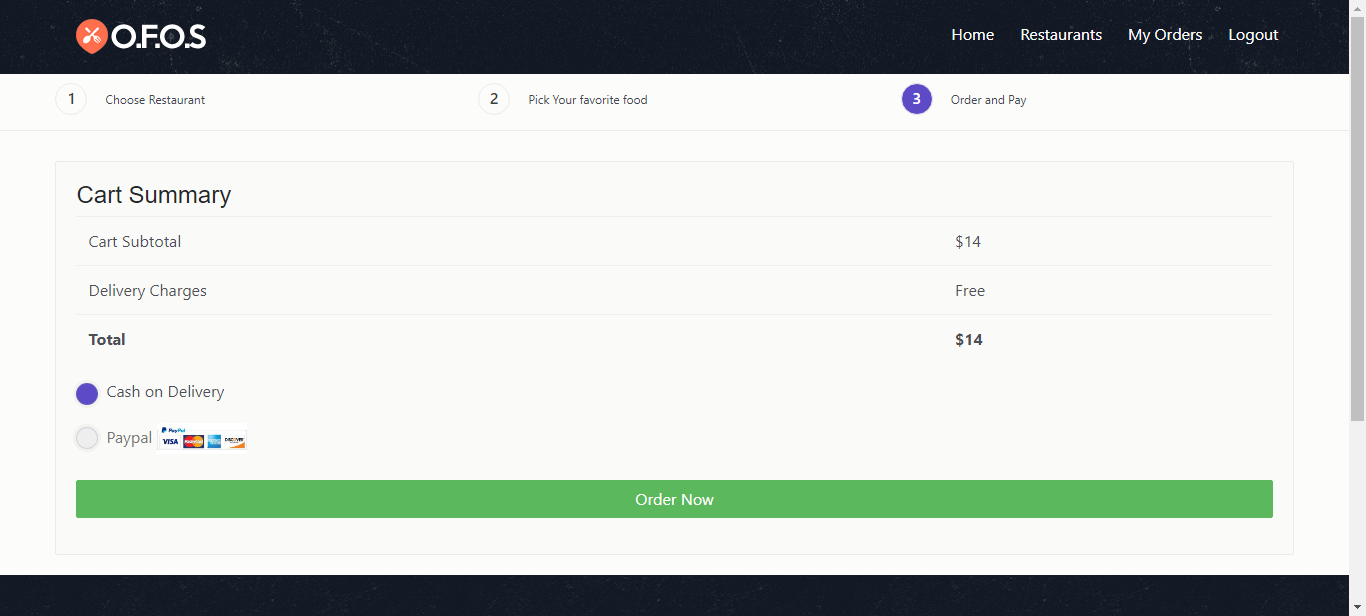 O.F.O.S
Home Restaurants My Orders Logout
1 Choose Restaurant 2 Pick Your favorite food 3 Order and Pay
Cart Summary
Cart Subtotal $14
Delivery Charges Free
Total $14
Cash on Delivery
Paypal PayPal VISA MasterCard DISCOVER
Order Now